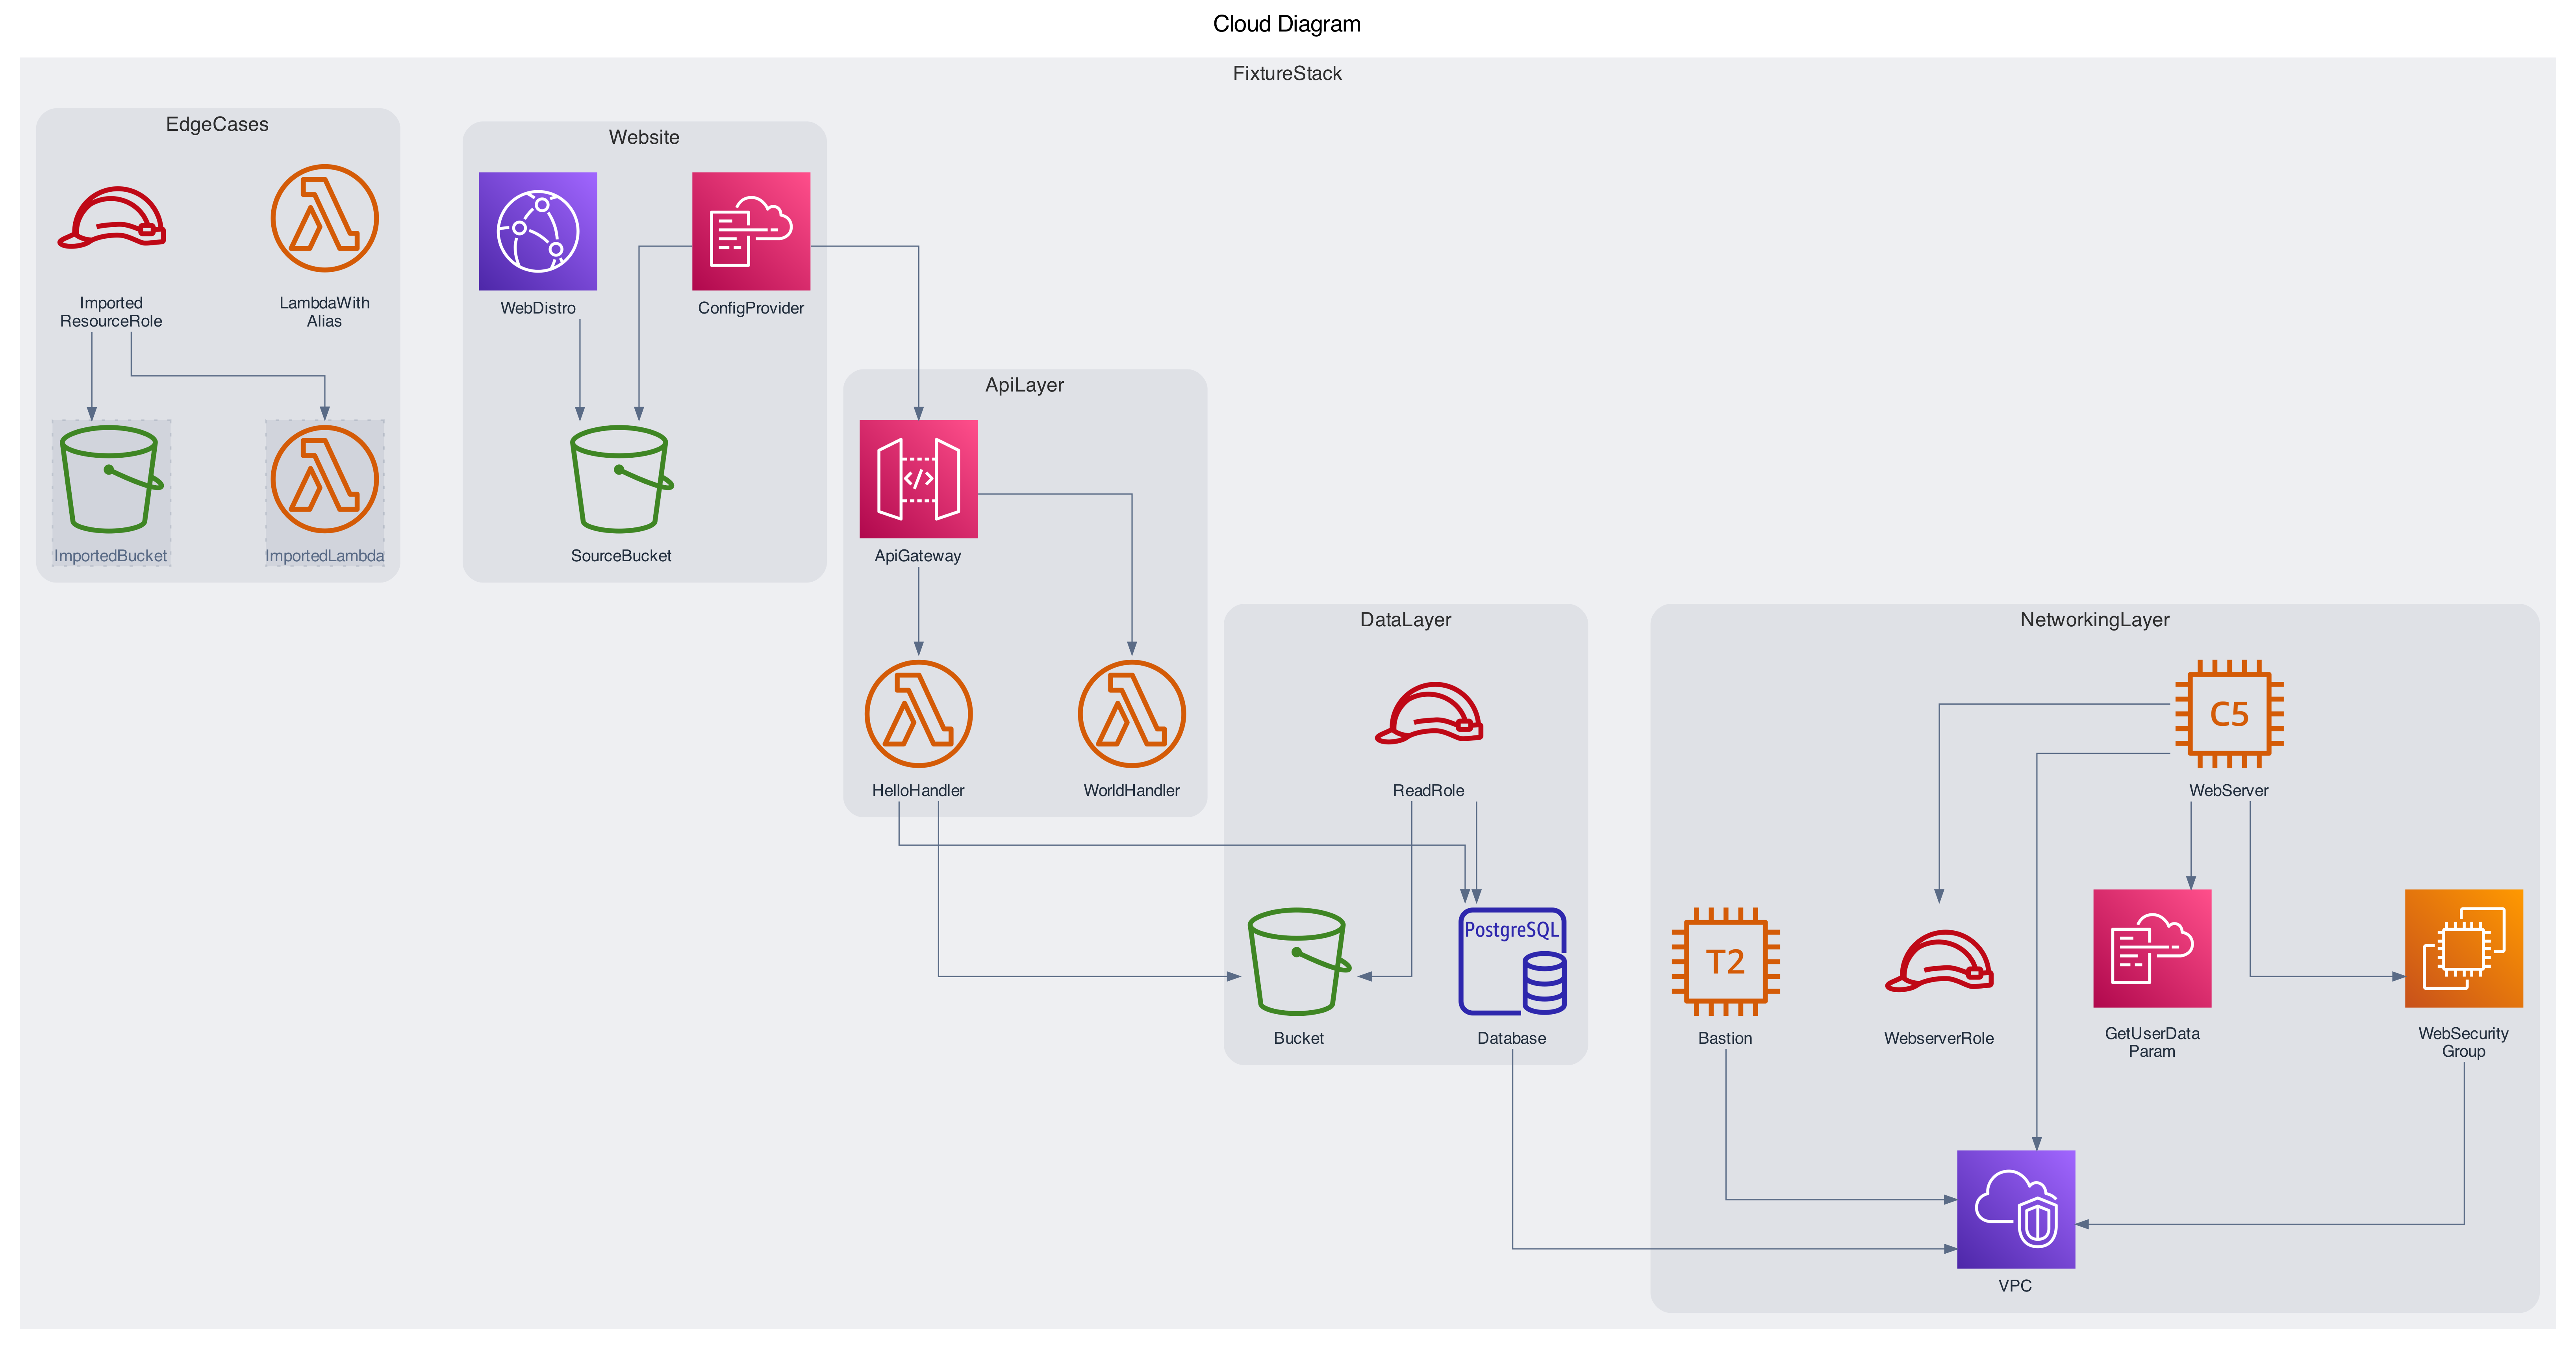 Cloud Diagram
FixtureStack
EdgeCases
Imported
ResourceRole
LambdaWith
Alias
ImportedBucket
ImportedLambda
Website
WebDistro
ConfigProvider
SourceBucket
ApiLayer
</>
ApiGateway
HelloHandler
WorldHandler
DataLayer
ReadRole
Bucket
PostgreSQL
Database
NetworkingLayer
C5
WebServer
T2
Bastion
WebserverRole
GetUserData
Param
WebSecurity
Group
VPC